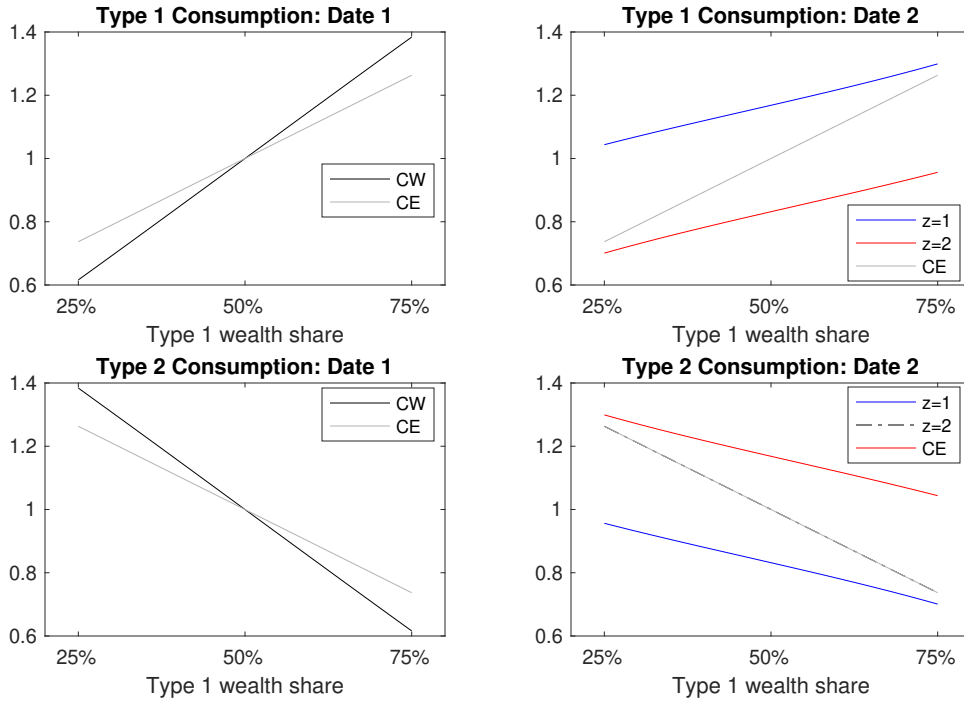 Type 1 Consumption: Date 1
1.4
1.2
1
0.8
0.6
CW
CE
25%
50%
75%
Type 1 wealth share
Type 1 Consumption: Date 2
1.4
1.2
1
0.8
0.6
z=1
z=2
CE
25%
50%
75%
Type 1 wealth share
Type 2 Consumption: Date 1
1.4
1.2
1
0.8
0.6
CW
CE
25%
50%
75%
Type 1 wealth share
Type 2 Consumption: Date 2
1.4
1.2
1
0.8
0.6
z=1
z=2
CE
25%
50%
75%
Type 1 wealth share